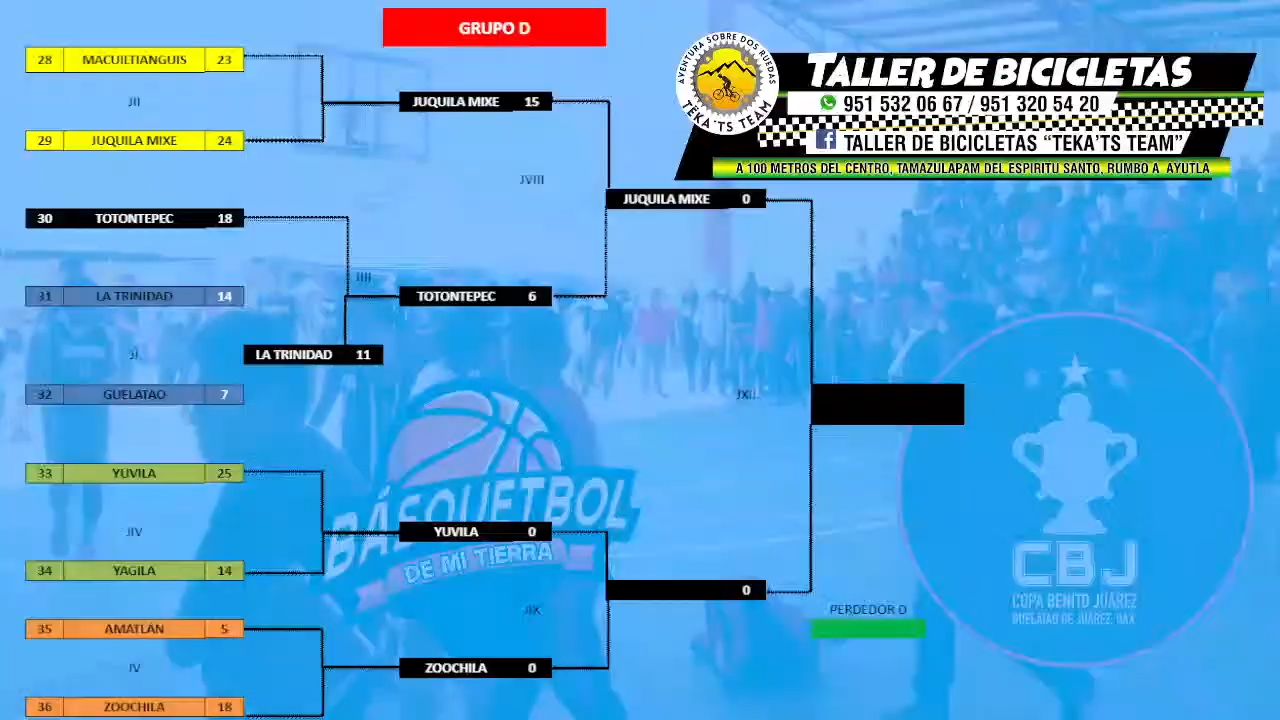 GRUPO D
28 MACUILTIANGUIS 23
JII
29 JUQUILA MIXE 24
30 TOTONTEPEC 18
31 LA TRINIDAD 14
LA TRINIDAD 11
32 GUELATAO 7
33 YUVILA 25
JIV
34 YAGILA 14
35 AMATLÁN 5
JV
36 ZOOCHILA 18
JUQUILA MIXE 15
JVIII
TOTONTEPEC 6
YUVILA 0
JIX
ZOOCHILA 0
JUQUILA MIXE 0
0
PERDEDOR D
AVENTURA SOBRE DOS RUEDAS
TEKA'TS TEAM
TALLER DE BICICLETAS
951 532 06 67 / 951 320 54 20
TALLER DE BICICLETAS “TEKA'TS TEAM”
A 100 METROS DEL CENTRO, TAMAZULAPAM DEL ESPIRITU SANTO, RUMBO A AYUTLA
BÁSQUETBOL
DE MI TIERRA
CBJ
COPA BENITO JUÁREZ
GUELATAO DE JUÁREZ, OAX